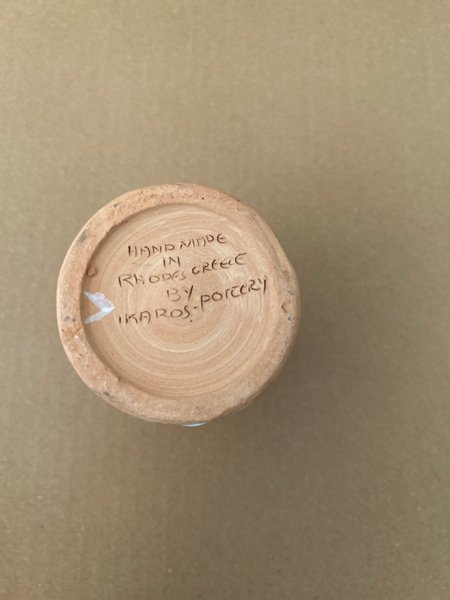 HAND MADE
IN
RHODES GREECE
BY
IKAROS-POTTERY